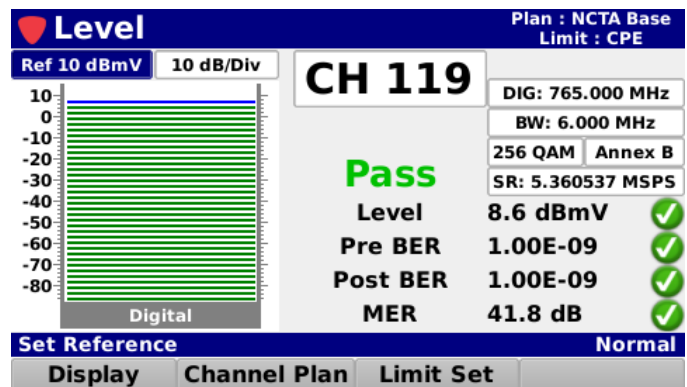 Level
Plan : NCTA Base
Limit : CPE
Ref 10 dBmV
10 dB/Div
CH 119
DIG: 765.000 MHz
BW: 6.000 MHz
256 QAM
Annex B
SR: 5.360537 MSPS
10
0
-10
-20
-30
-40
-50
-60
-70
-80
Digital
Pass
Level 8.6 dBmV
Pre BER 1.00E-09
Post BER 1.00E-09
MER 41.8 dB
Set Reference
Normal
Display
Channel Plan
Limit Set